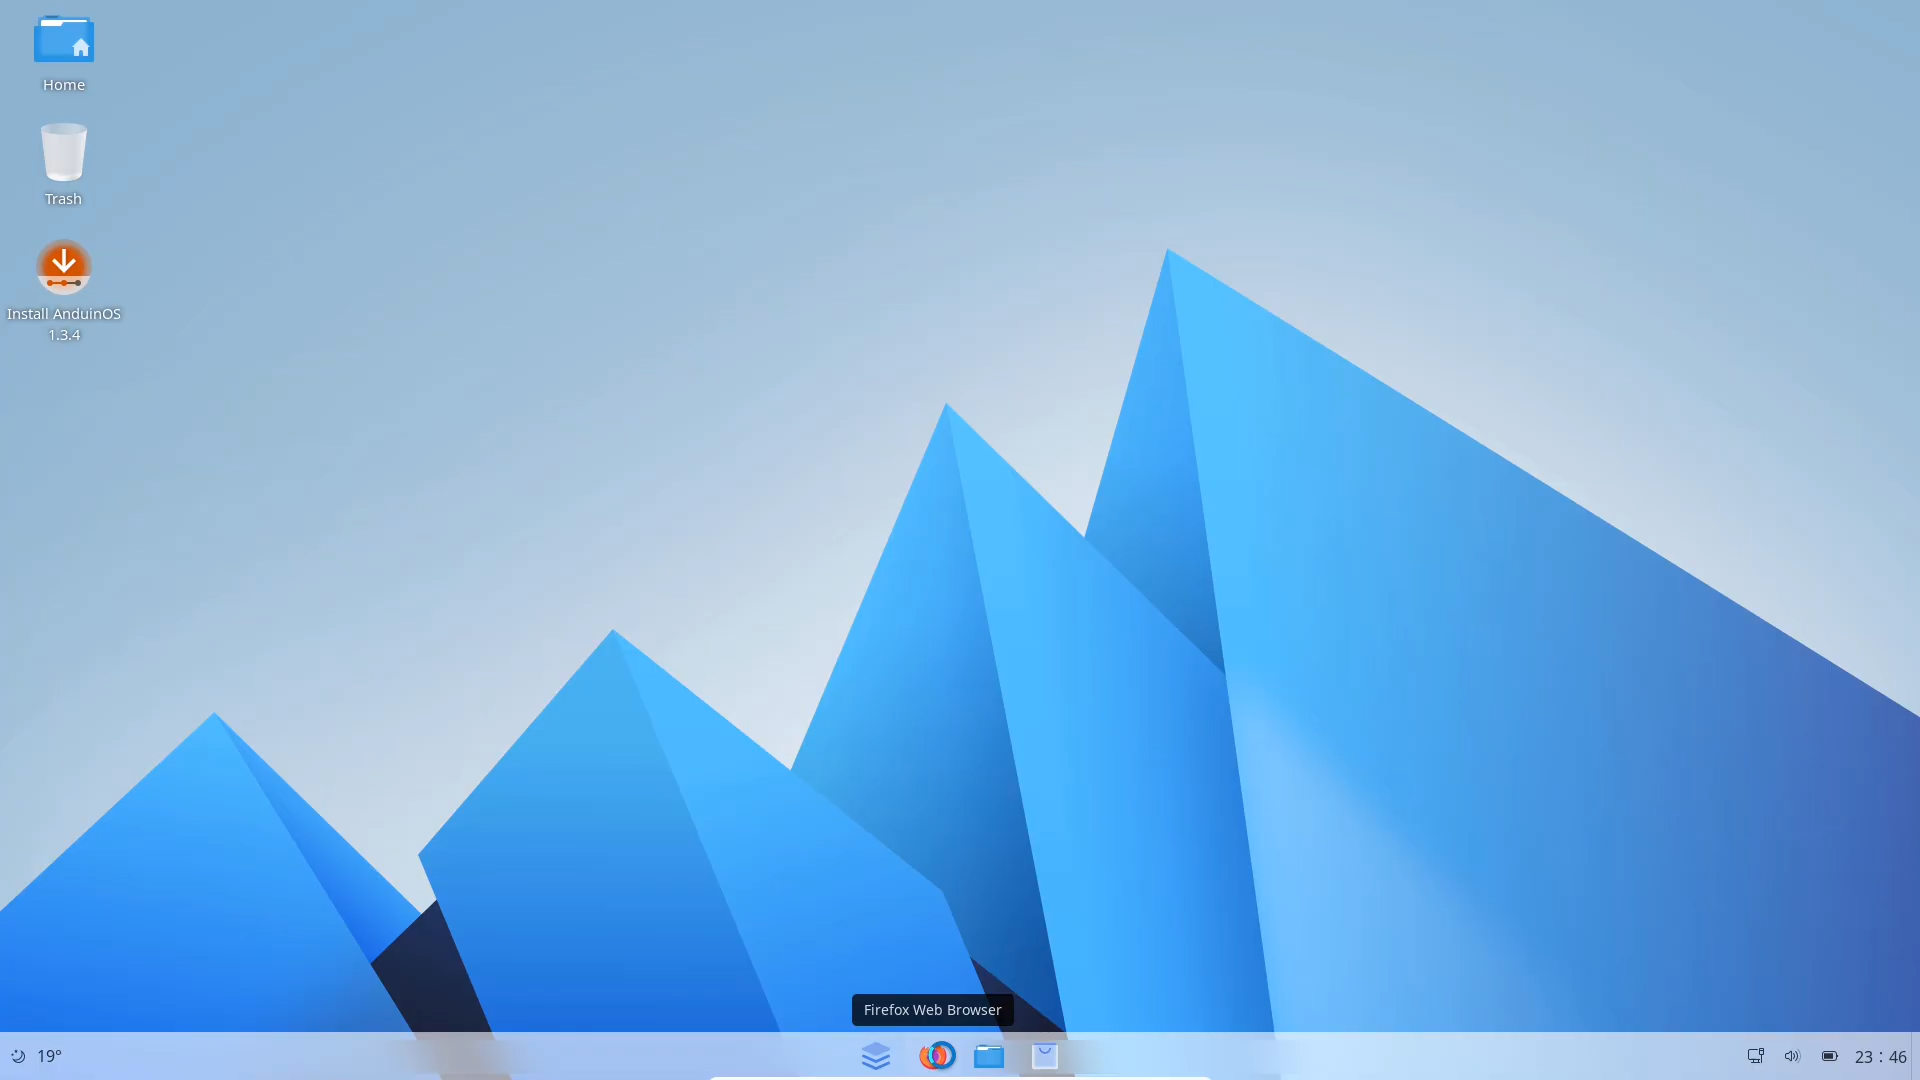 Home
Trash
Install AnduinOS
1.3.4
Firefox Web Browser
19°
23 : 46